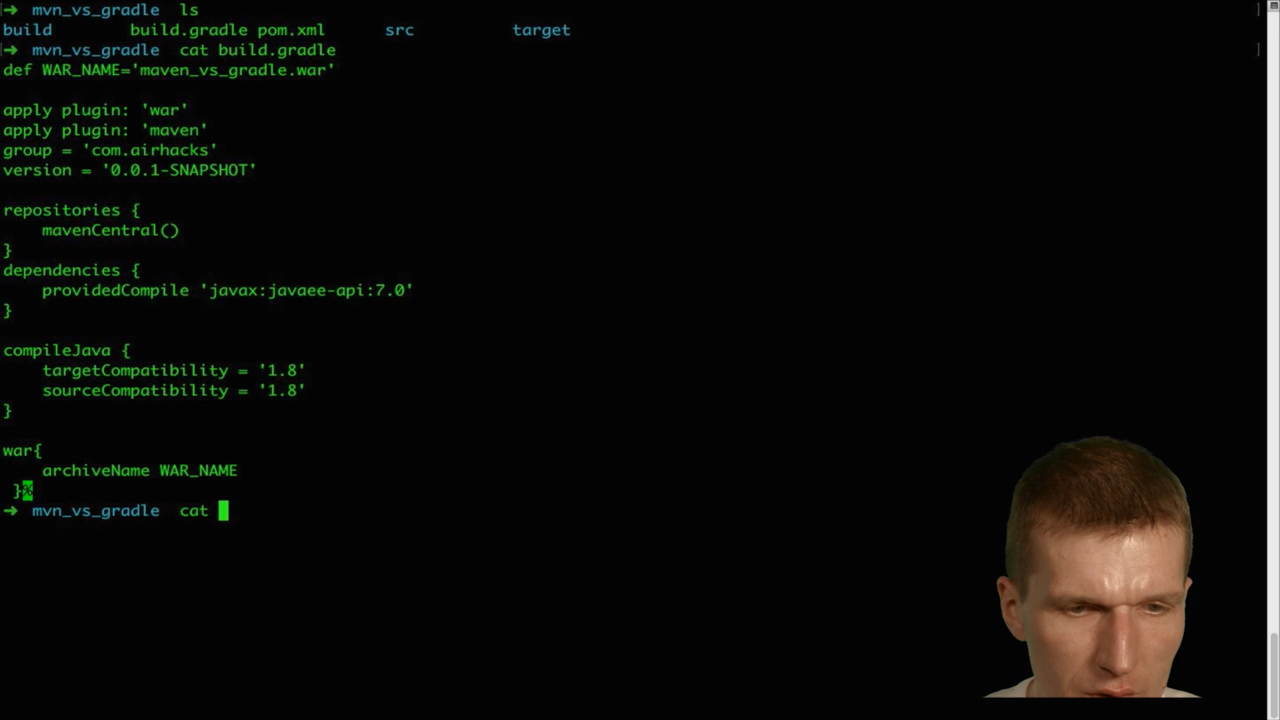 ➜ mvn_vs_gradle ls
build build.gradle pom.xml src target
➜ mvn_vs_gradle cat build.gradle
def WAR_NAME='maven_vs_gradle.war'
apply plugin: 'war'
apply plugin: 'maven'
group = 'com.airhacks'
version = '0.0.1-SNAPSHOT'
repositories {
mavenCentral()
}
dependencies {
providedCompile 'javax:javaee-api:7.0'
}
compileJava {
targetCompatibility = '1.8'
sourceCompatibility = '1.8'
}
war{
archiveName WAR_NAME
}%
➜ mvn_vs_gradle cat